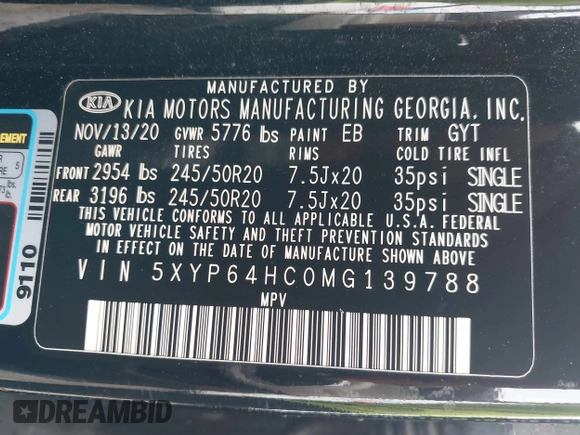 MANUFACTURED BY
KIA KIA MOTORS MANUFACTURING GEORGIA, INC.
NOV/13/20 GVWR 5776 lbs PAINT EB TRIM GYT
GAWR TIRES RIMS COLD TIRE INFL
FRONT 2954 lbs 245/50R20 7.5Jx20 35psi SINGLE
REAR 3196 lbs 245/50R20 7.5Jx20 35psi SINGLE
THIS VEHICLE CONFORMS TO ALL APPLICABLE U.S.A. FEDERAL
MOTOR VEHICLE SAFETY AND THEFT PREVENTION STANDARDS
IN EFFECT ON THE DATE OF MANUFACTURE SHOWN ABOVE.
VIN 5XYP64HC0MG139788
MPV
9110
DREAMBID